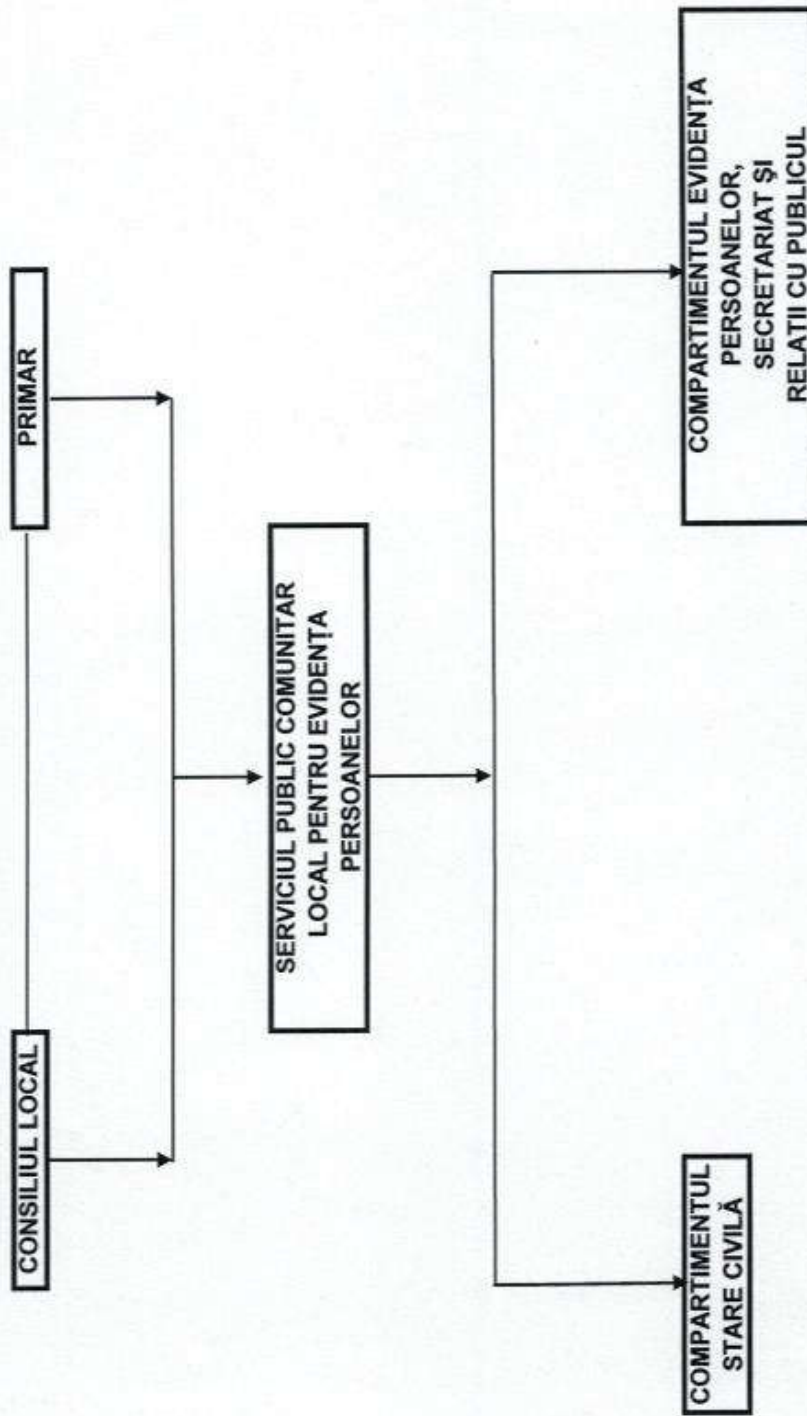 CONSILIUL LOCAL
PRIMAR
SERVICIUL PUBLIC COMUNITAR
LOCAL PENTRU EVIDENȚA
PERSOANELOR
COMPARTIMENTUL
STARE CIVILĂ
COMPARTIMENTUL EVIDENȚA
PERSOANELOR,
SECRETARIAT ŞI
RELAȚII CU PUBLICUL